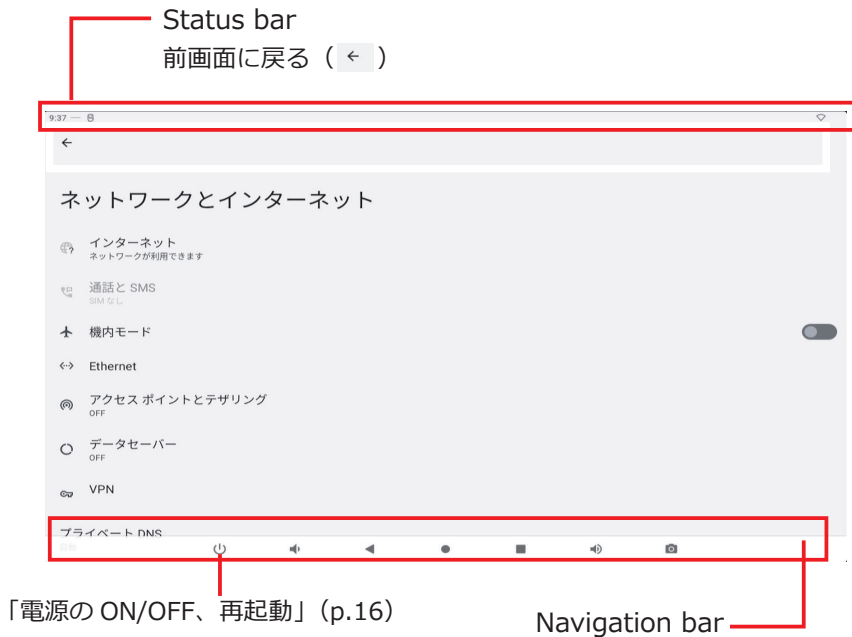 Status bar
前画面に戻る（ ← ）
9:37
←
ネットワークとインターネット
インターネット
ネットワークが利用できます
通話と SMS
SIM なし
機内モード
Ethernet
アクセス ポイントとテザリング
OFF
データセーバー
OFF
VPN
プライベート DNS
「電源の ON/OFF、再起動」（p.16）
Navigation bar